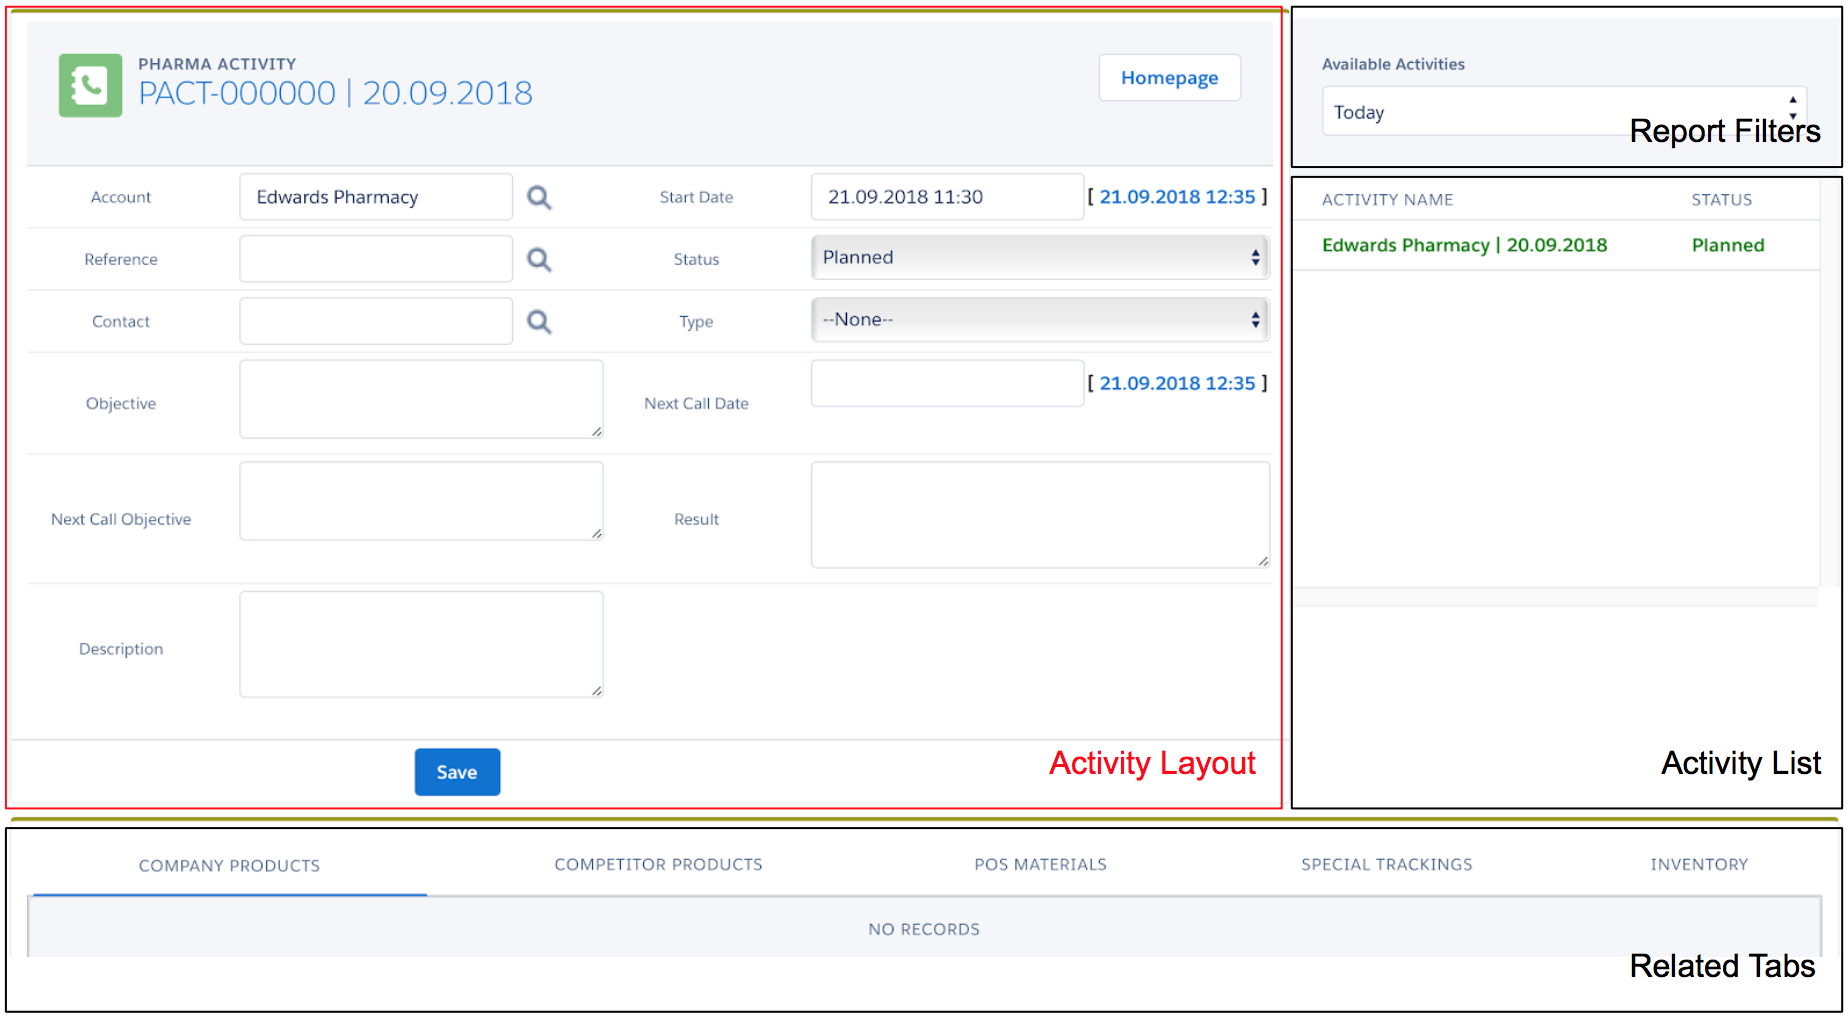 PHARMA ACTIVITY
PACT-000000 | 20.09.2018
Homepage
Account
Edwards Pharmacy
Start Date
21.09.2018 11:30
[ 21.09.2018 12:35 ]
Reference
Status
Planned
Contact
Type
--None--
Objective
Next Call Date
[ 21.09.2018 12:35 ]
Next Call Objective
Result
Description
Save
Activity Layout
Available Activities
Today
Report Filters
ACTIVITY NAME
STATUS
Edwards Pharmacy | 20.09.2018
Planned
Activity List
COMPANY PRODUCTS
COMPETITOR PRODUCTS
POS MATERIALS
SPECIAL TRACKINGS
INVENTORY
NO RECORDS
Related Tabs